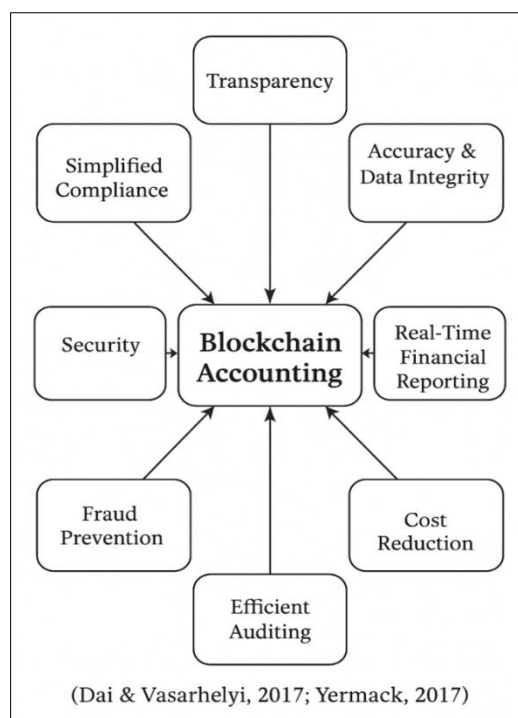 Transparency
Simplified
Compliance
Accuracy &
Data Integrity
Security
Blockchain
Accounting
Real-Time
Financial
Reporting
Fraud
Prevention
Cost
Reduction
Efficient
Auditing
(Dai & Vasarhelyi, 2017; Yermack, 2017)